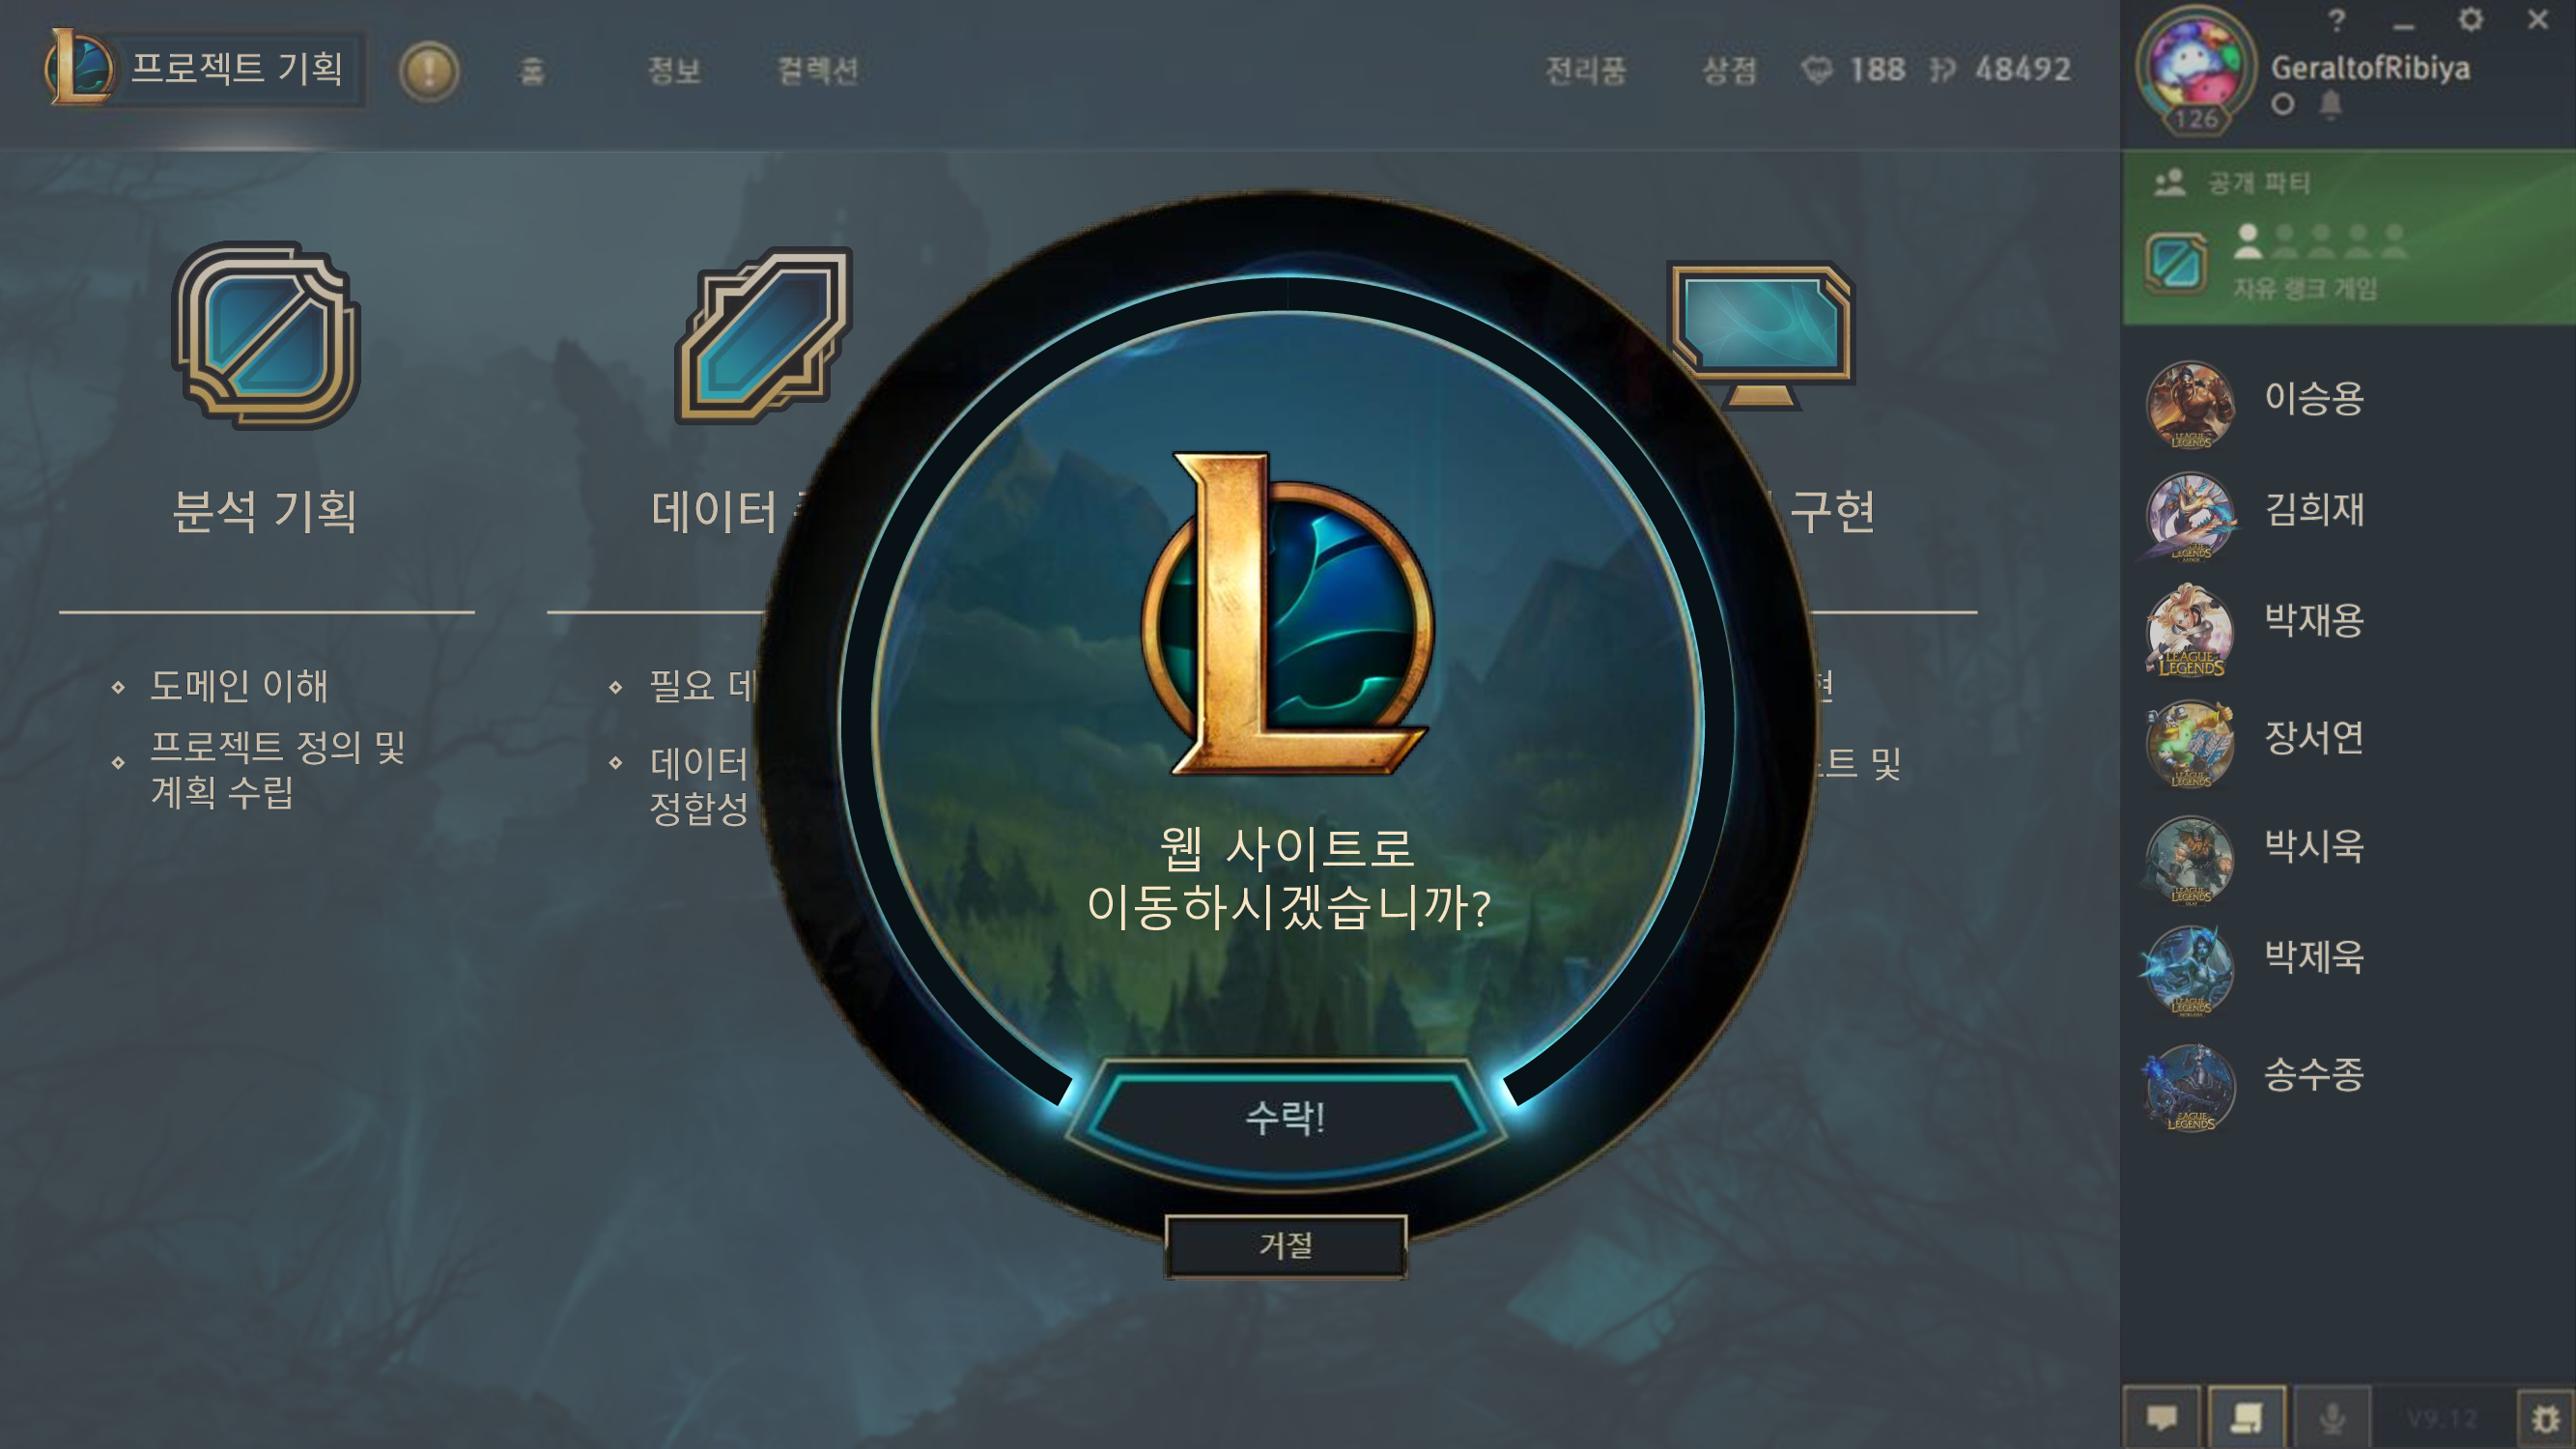 프로젝트 기획
홈
정보
컬렉션
전리품
상점
188
48492
GeraltofRibiya
126
공개 파티
자유 랭크 게임
분석 기획
데이터
구현
도메인 이해
프로젝트 정의 및
계획 수립
필요 데
데이터
정합성
트 및
웹 사이트로
이동하시겠습니까?
수락!
거절
이승용
김희재
박재용
장서연
박시욱
박제욱
송수종
LEAGUE
LEGENDS
V9.12